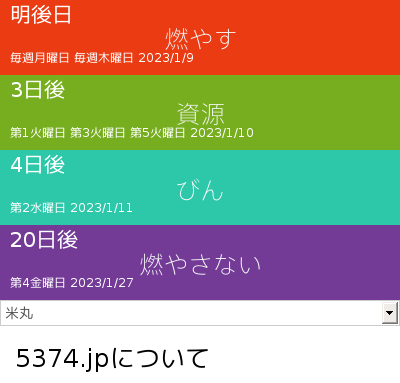 明後日
燃やす
毎週月曜日 毎週木曜日 2023/1/9
3日後
資源
第1火曜日 第3火曜日 第5火曜日 2023/1/10
4日後
びん
第2水曜日 2023/1/11
20日後
燃やさない
第4金曜日 2023/1/27
米丸
5374.jpについて